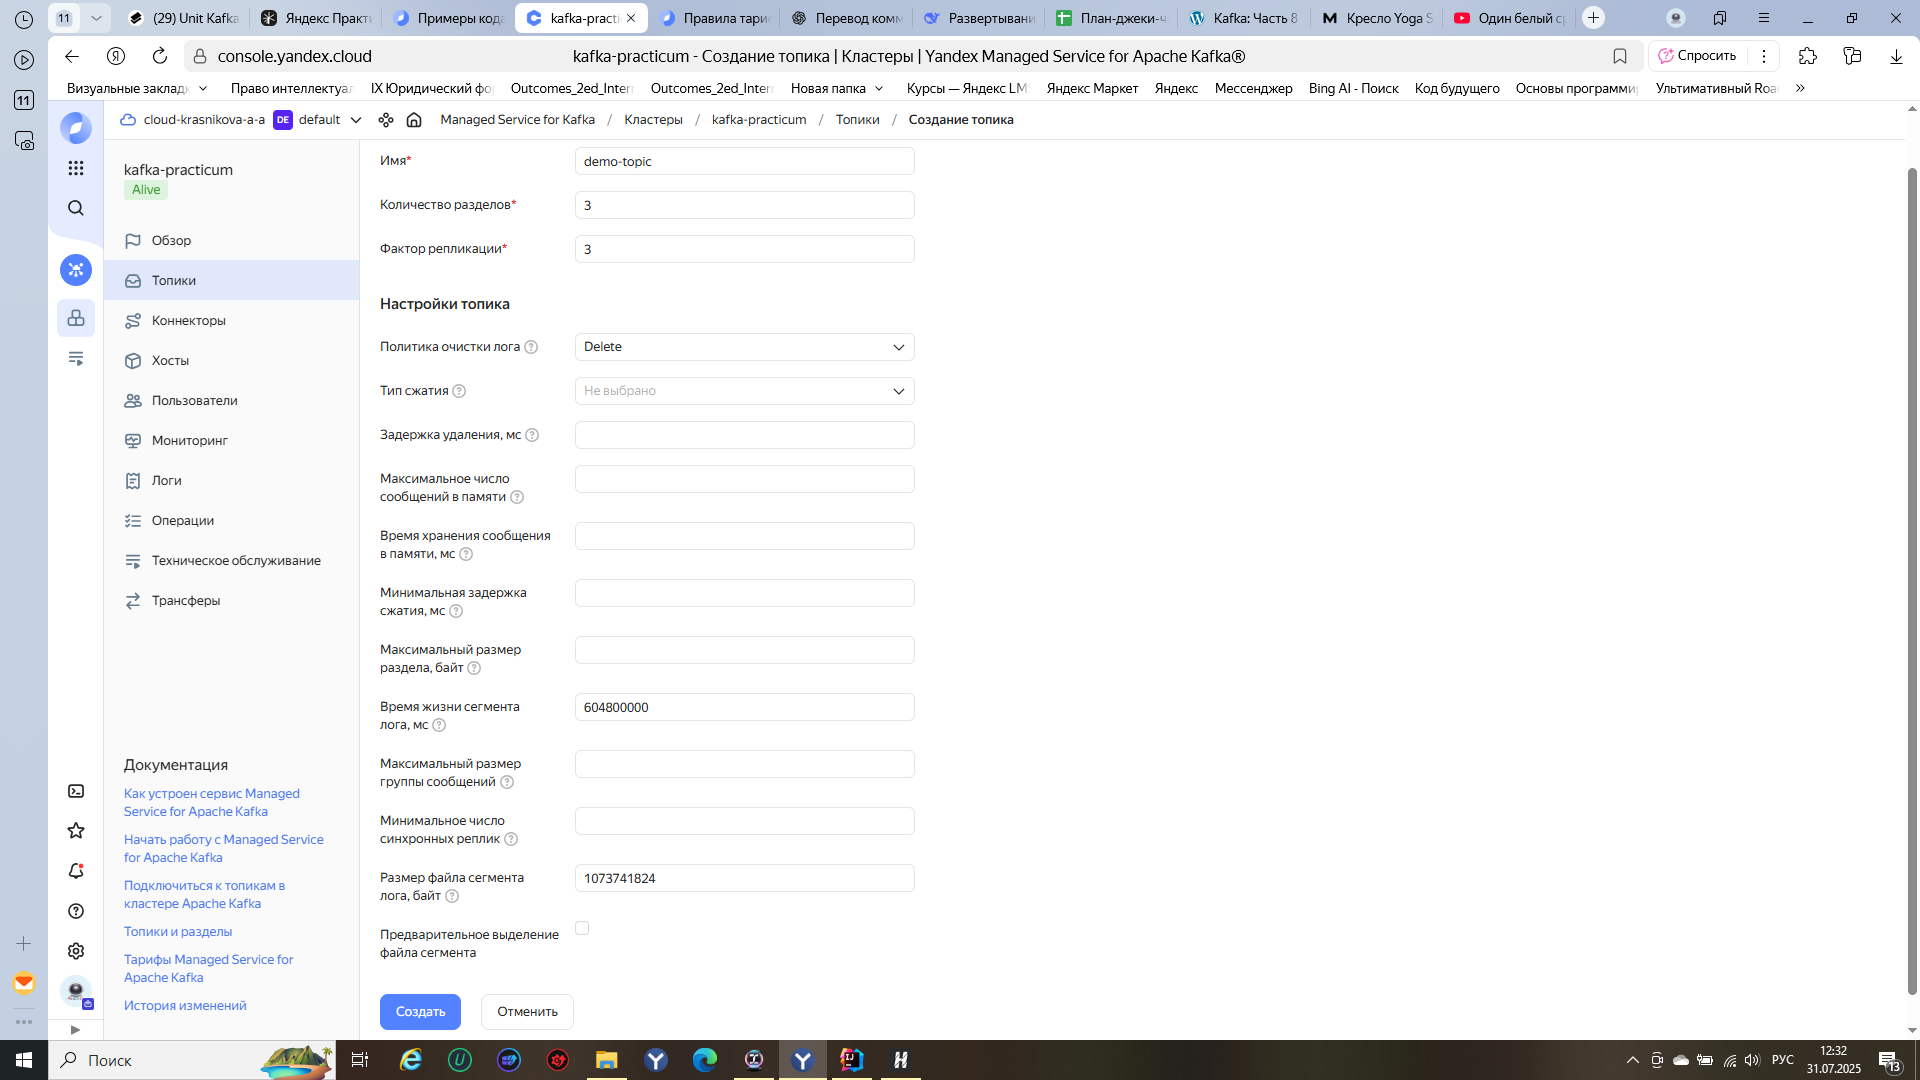 11
(29) Unit Kafka
Яндекс Практи
Примеры кода
kafka-practi
Правила тари
Перевод комм
Развертывани
План-джеки-ч
Kafka: Часть 8
Кресло Yoga S
Один белый с
console.yandex.cloud
kafka-practicum - Создание топика | Кластеры | Yandex Managed Service for Apache Kafka®
Спросить
11
Визуальные заклад
Право интеллектуа
IX Юридический фо
Outcomes_2ed_Inter
Outcomes_2ed_Inter
Новая папка
Курсы — Яндекс LM
Яндекс Маркет
Яндекс
Мессенджер
Bing AI - Поиск
Код будущего
Основы программи
Ультимативный Roa
cloud-krasnikova-a-a
DE
default
Managed Service for Kafka / Кластеры / kafka-practicum / Топики / Создание топика
kafka-practicum
Alive
Обзор
Топики
Коннекторы
Хосты
Пользователи
Мониторинг
Логи
Операции
Техническое обслуживание
Трансферы
Документация
Как устроен сервис Managed
Service for Apache Kafka
Начать работу с Managed Service
for Apache Kafka
Подключиться к топикам в
кластере Apache Kafka
Топики и разделы
Тарифы Managed Service for
Apache Kafka
История изменений
Имя*
demo-topic
Количество разделов*
3
Фактор репликации*
3
Настройки топика
Политика очистки лога
Delete
Тип сжатия
Не выбрано
Задержка удаления, мс
Максимальное число
сообщений в памяти
Время хранения сообщения
в памяти, мс
Минимальная задержка
сжатия, мс
Максимальный размер
раздела, байт
Время жизни сегмента
лога, мс
604800000
Максимальный размер
группы сообщений
Минимальное число
синхронных реплик
Размер файла сегмента
лога, байт
1073741824
Предварительное выделение
файла сегмента
Создать
Отменить
Поиск
РУС
12:32
31.07.2025
13